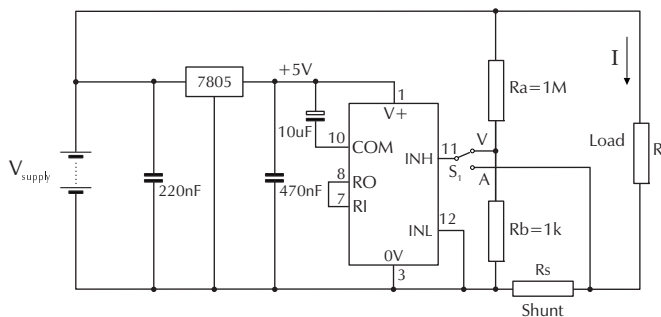 7805
+5V
I
1
V+
Ra=1M
10uF
10
COM
INH
11
V
S1
A
Load
R
Vsupply
220nF
470nF
8
RO
7
RI
12
INL
Rb=1k
0V
3
Rs
Shunt